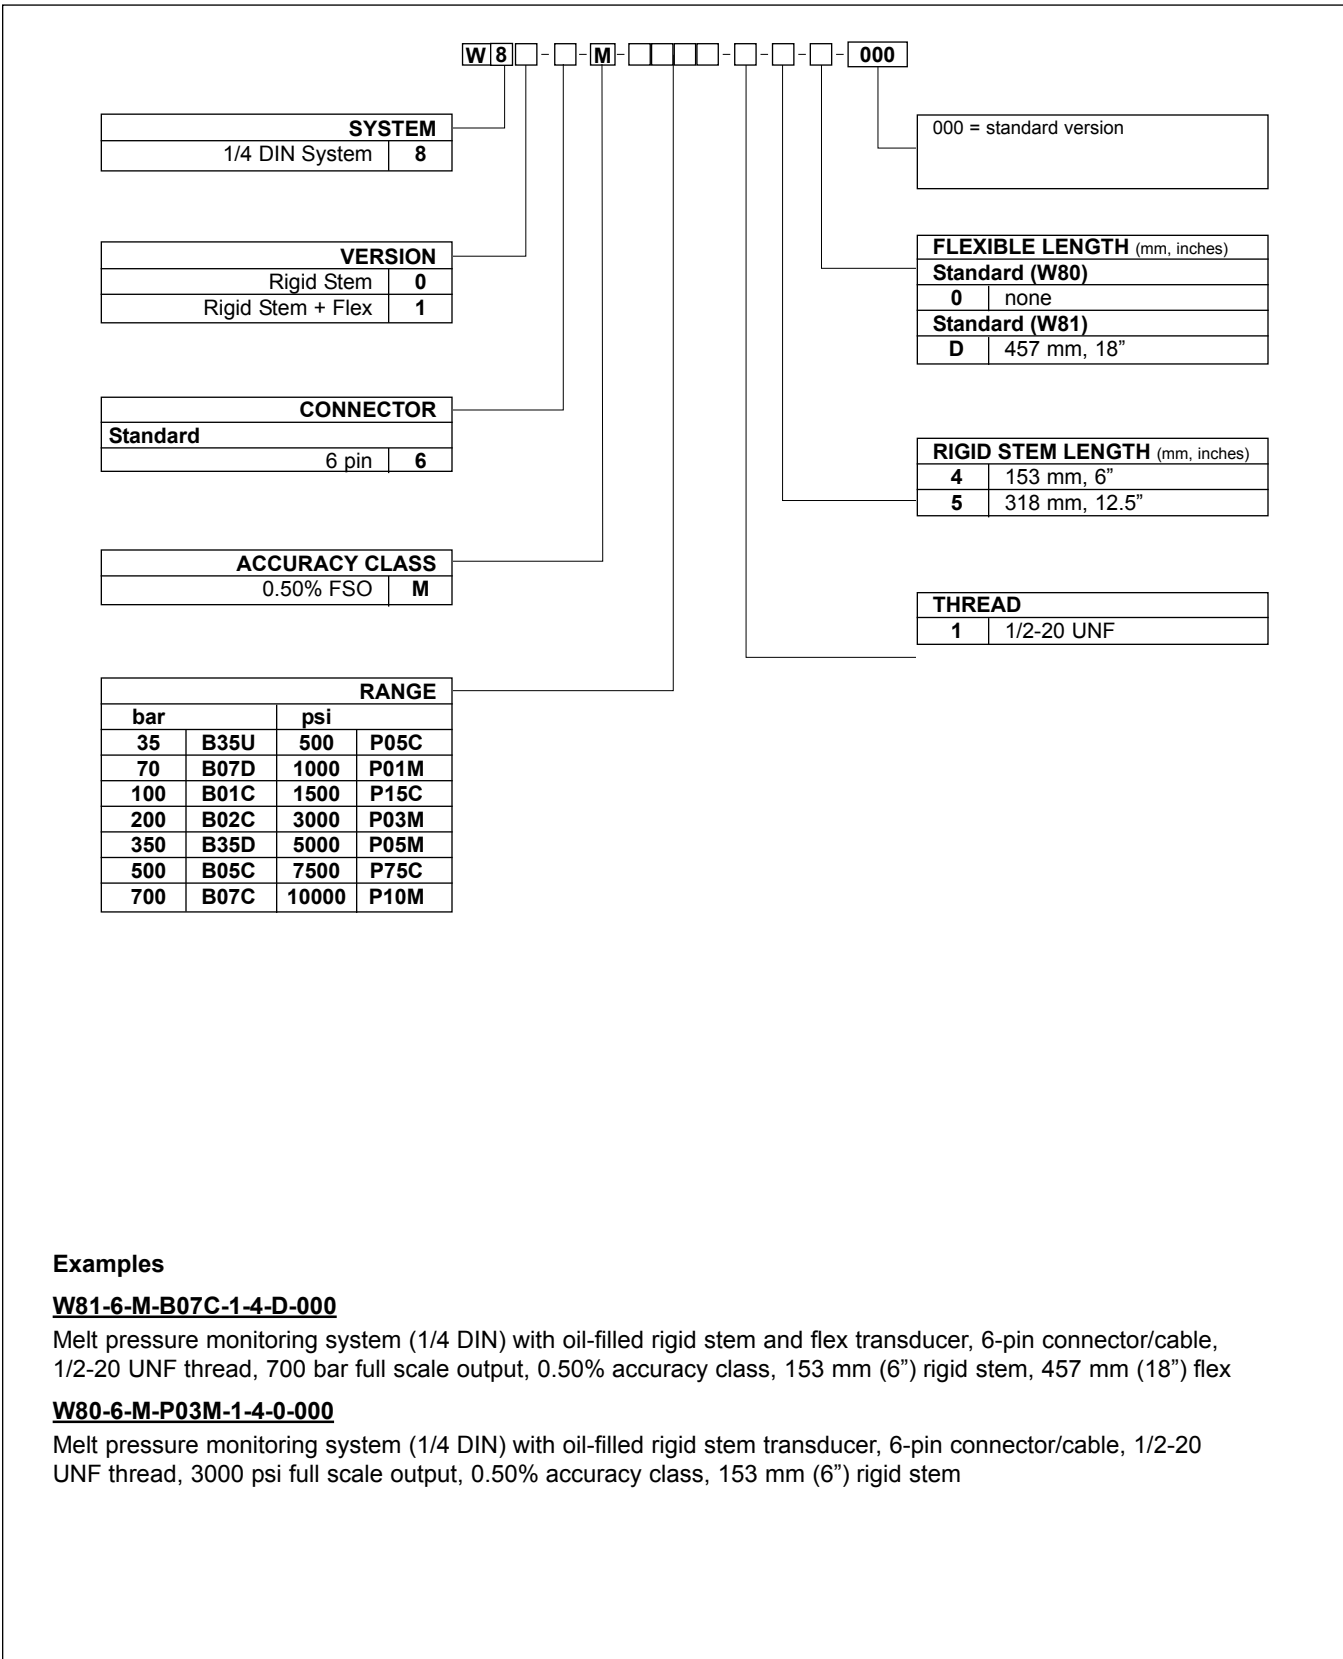 W 8 - - M - - - - - 000
SYSTEM
1/4 DIN System 8
VERSION
Rigid Stem 0
Rigid Stem + Flex 1
CONNECTOR
Standard
6 pin 6
ACCURACY CLASS
0.50% FSO M
RANGE
bar psi
35 B35U 500 P05C
70 B07D 1000 P01M
100 B01C 1500 P15C
200 B02C 3000 P03M
350 B35D 5000 P05M
500 B05C 7500 P75C
700 B07C 10000 P10M
000 = standard version
FLEXIBLE LENGTH (mm, inches)
Standard (W80)
0 none
Standard (W81)
D 457 mm, 18”
RIGID STEM LENGTH (mm, inches)
4 153 mm, 6”
5 318 mm, 12.5”
THREAD
1 1/2-20 UNF
Examples
W81-6-M-B07C-1-4-D-000
Melt pressure monitoring system (1/4 DIN) with oil-filled rigid stem and flex transducer, 6-pin connector/cable,
1/2-20 UNF thread, 700 bar full scale output, 0.50% accuracy class, 153 mm (6”) rigid stem, 457 mm (18”) flex
W80-6-M-P03M-1-4-0-000
Melt pressure monitoring system (1/4 DIN) with oil-filled rigid stem transducer, 6-pin connector/cable, 1/2-20
UNF thread, 3000 psi full scale output, 0.50% accuracy class, 153 mm (6”) rigid stem